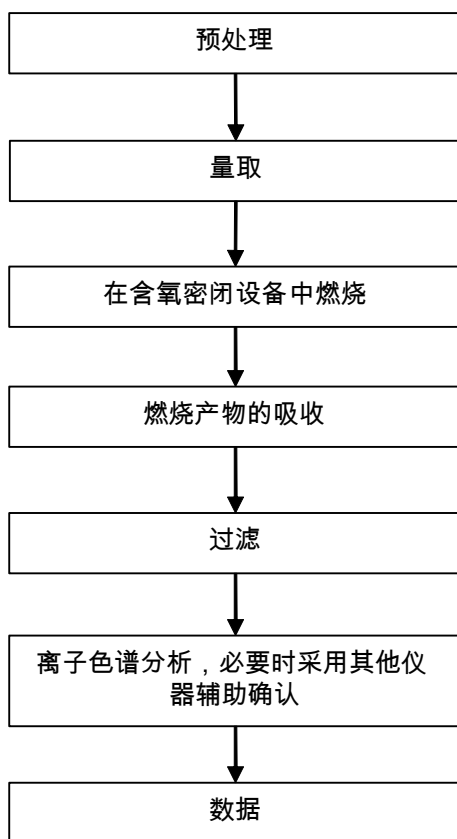 预处理
量取
在含氧密闭设备中燃烧
燃烧产物的吸收
过滤
离子色谱分析，必要时采用其他仪
器辅助确认
数据